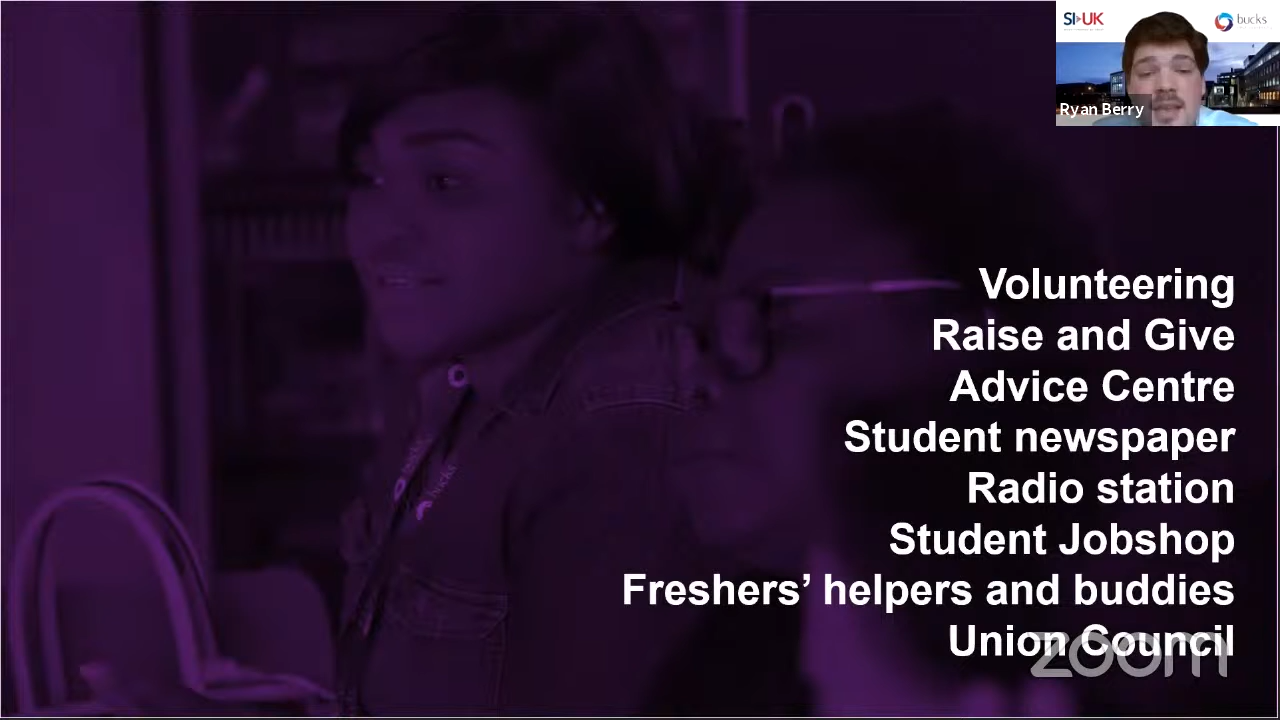 SI-UK
bucks
Ryan Berry
Volunteering
Raise and Give
Advice Centre
Student newspaper
Radio station
Student Jobshop
Freshers’ helpers and buddies
Union Council
zoom
bucks